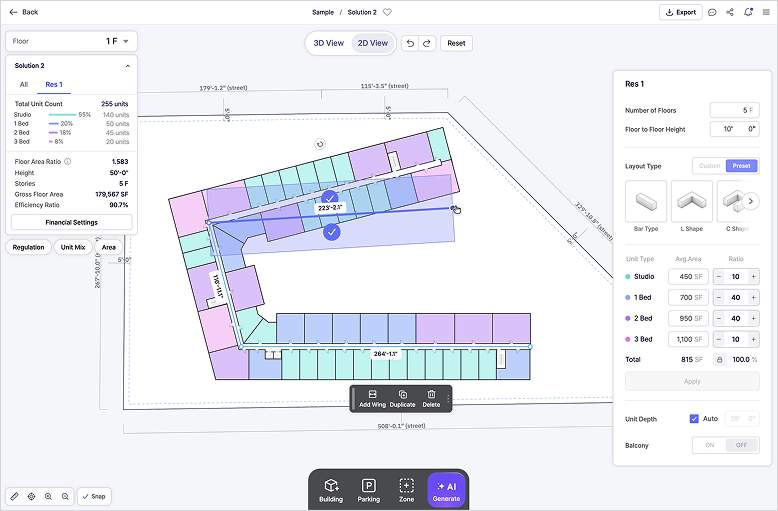 Back
Sample / Solution 2
Export
Floor 1 F
3D View 2D View Reset
Solution 2
All Res 1
Total Unit Count 255 units
Studio 55% 140 units
1 Bed 20% 50 units
2 Bed 18% 45 units
3 Bed 8% 20 units
Floor Area Ratio 1.583
Height 50'-0"
Stories 5 F
Gross Floor Area 179,567 SF
Efficiency Ratio 90.7%
Financial Settings
Regulation Unit Mix Area
179'-1.2" (street)
115'-3.5" (street)
5'-0"
5'-0"
329'-10.8" (street)
5'-0"
267'-10.0"
5'-0"
223'-2.1"
116'-11.1"
264'-1.1"
508'-0.1" (street)
Add Wing Duplicate Delete
Res 1
Number of Floors 5 F
Floor to Floor Height 10' 0"
Layout Type Custom Preset
Bar Type L Shape C Shape
Unit Type Avg.Area Ratio
Studio 450 SF − 10 +
1 Bed 700 SF − 40 +
2 Bed 950 SF − 40 +
3 Bed 1,100 SF − 10 +
Total 815 SF 100.0 %
Apply
Unit Depth Auto 28' 0"
Balcony ON OFF
Snap
Building Parking Zone AI Generate